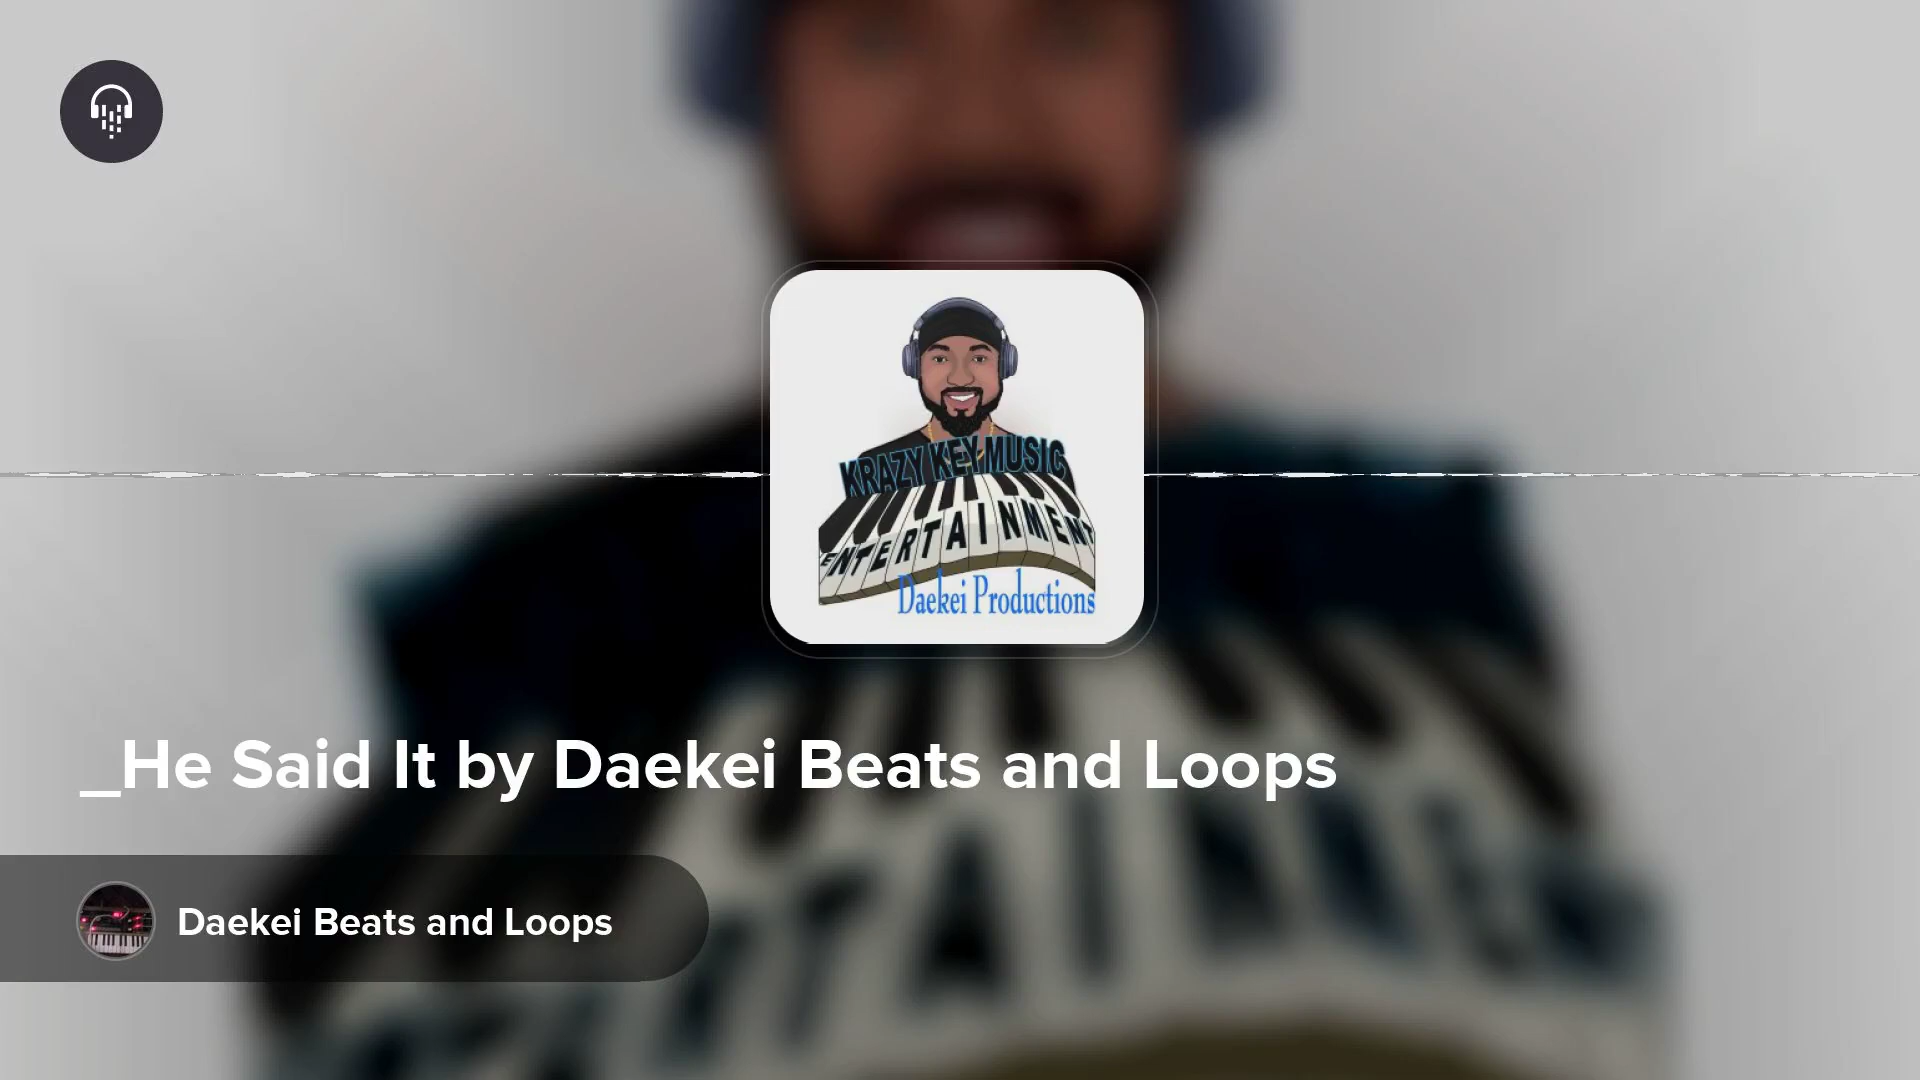 KRAZY KEY MUSIC
ENTERTAINMENT
Daekei Productions
_He Said It by Daekei Beats and Loops
Daekei Beats and Loops